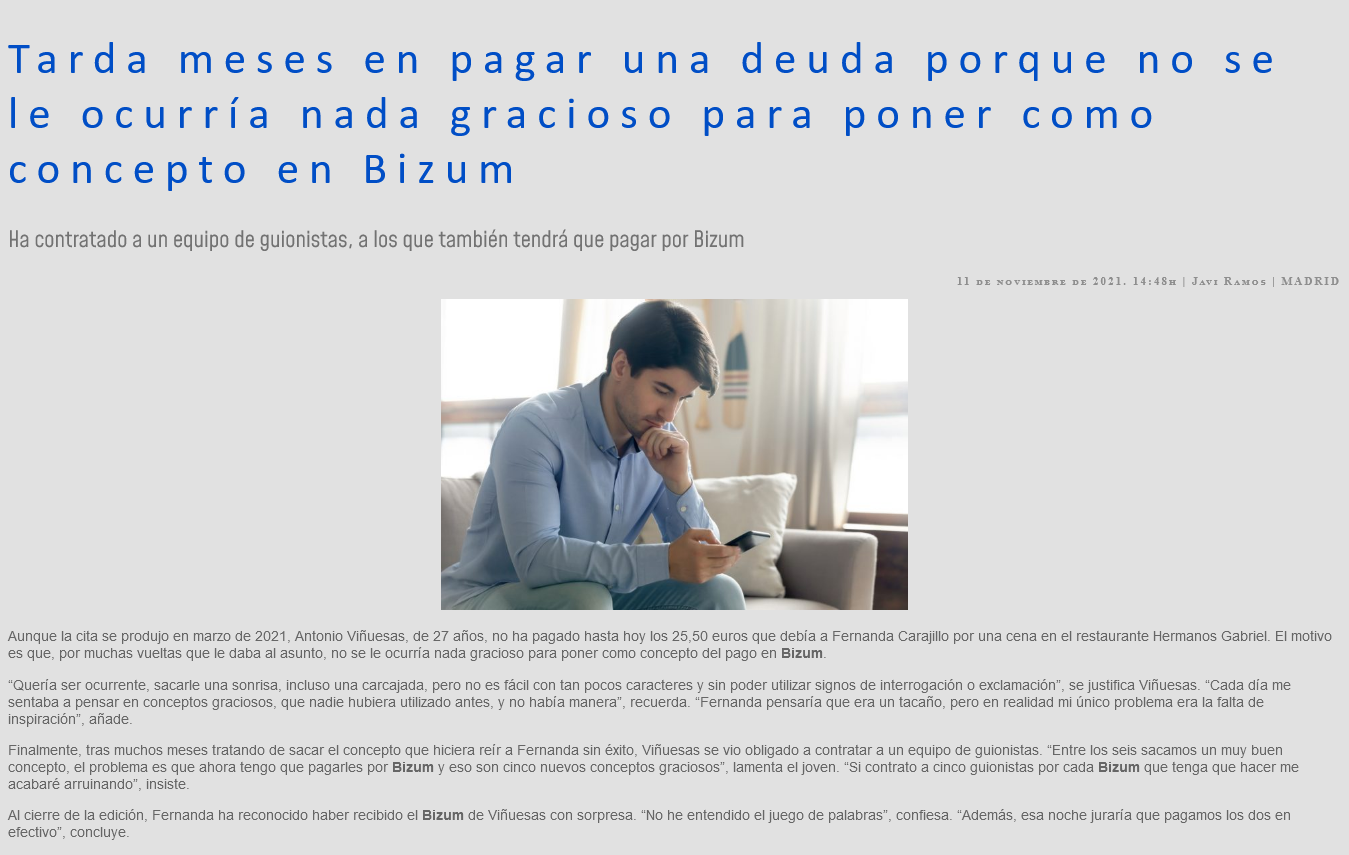 Tarda meses en pagar una deuda porque no se
le ocurría nada gracioso para poner como
concepto en Bizum
Ha contratado a un equipo de guionistas, a los que también tendrá que pagar por Bizum
11 de noviembre de 2021. 14:48h | Javi Ramos | MADRID
Aunque la cita se produjo en marzo de 2021, Antonio Viñuesas, de 27 años, no ha pagado hasta hoy los 25,50 euros que debía a Fernanda Carajillo por una cena en el restaurante Hermanos Gabriel. El motivo
es que, por muchas vueltas que le daba al asunto, no se le ocurría nada gracioso para poner como concepto del pago en Bizum.
“Quería ser ocurrente, sacarle una sonrisa, incluso una carcajada, pero no es fácil con tan pocos caracteres y sin poder utilizar signos de interrogación o exclamación”, se justifica Viñuesas. “Cada día me
sentaba a pensar en conceptos graciosos, que nadie hubiera utilizado antes, y no había manera”, recuerda. “Fernanda pensaría que era un tacaño, pero en realidad mi único problema era la falta de
inspiración”, añade.
Finalmente, tras muchos meses tratando de sacar el concepto que hiciera reír a Fernanda sin éxito, Viñuesas se vio obligado a contratar a un equipo de guionistas. “Entre los seis sacamos un muy buen
concepto, el problema es que ahora tengo que pagarles por Bizum y eso son cinco nuevos conceptos graciosos”, lamenta el joven. “Si contrato a cinco guionistas por cada Bizum que tenga que hacer me
acabaré arruinando”, insiste.
Al cierre de la edición, Fernanda ha reconocido haber recibido el Bizum de Viñuesas con sorpresa. “No he entendido el juego de palabras”, confiesa. “Además, esa noche juraría que pagamos los dos en
efectivo”, concluye.